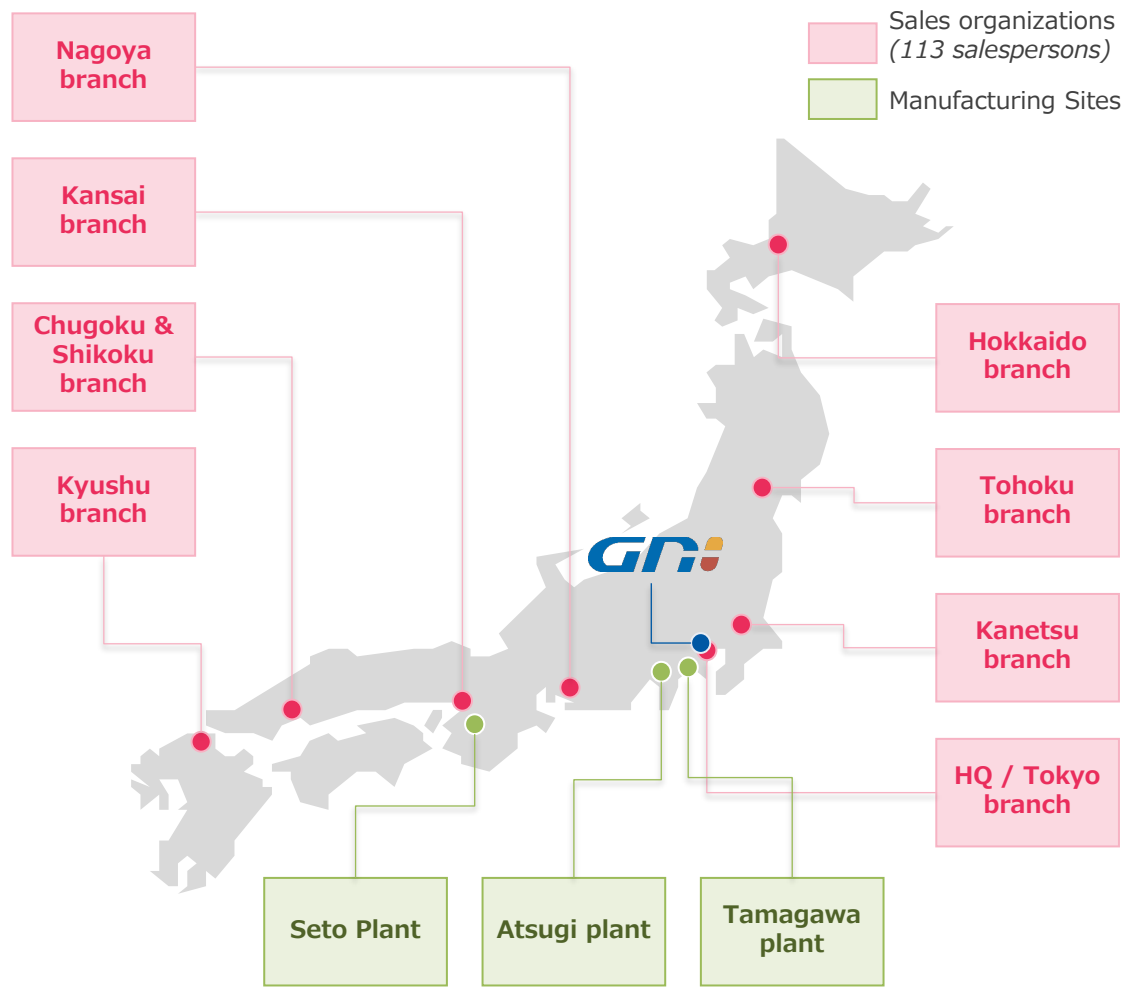 Sales organizations
(113 salespersons)
Manufacturing Sites
Nagoya
branch
Kansai
branch
Chugoku &
Shikoku
branch
Kyushu
branch
GNi
Hokkaido
branch
Tohoku
branch
Kanetsu
branch
HQ / Tokyo
branch
Seto Plant
Atsugi plant
Tamagawa
plant